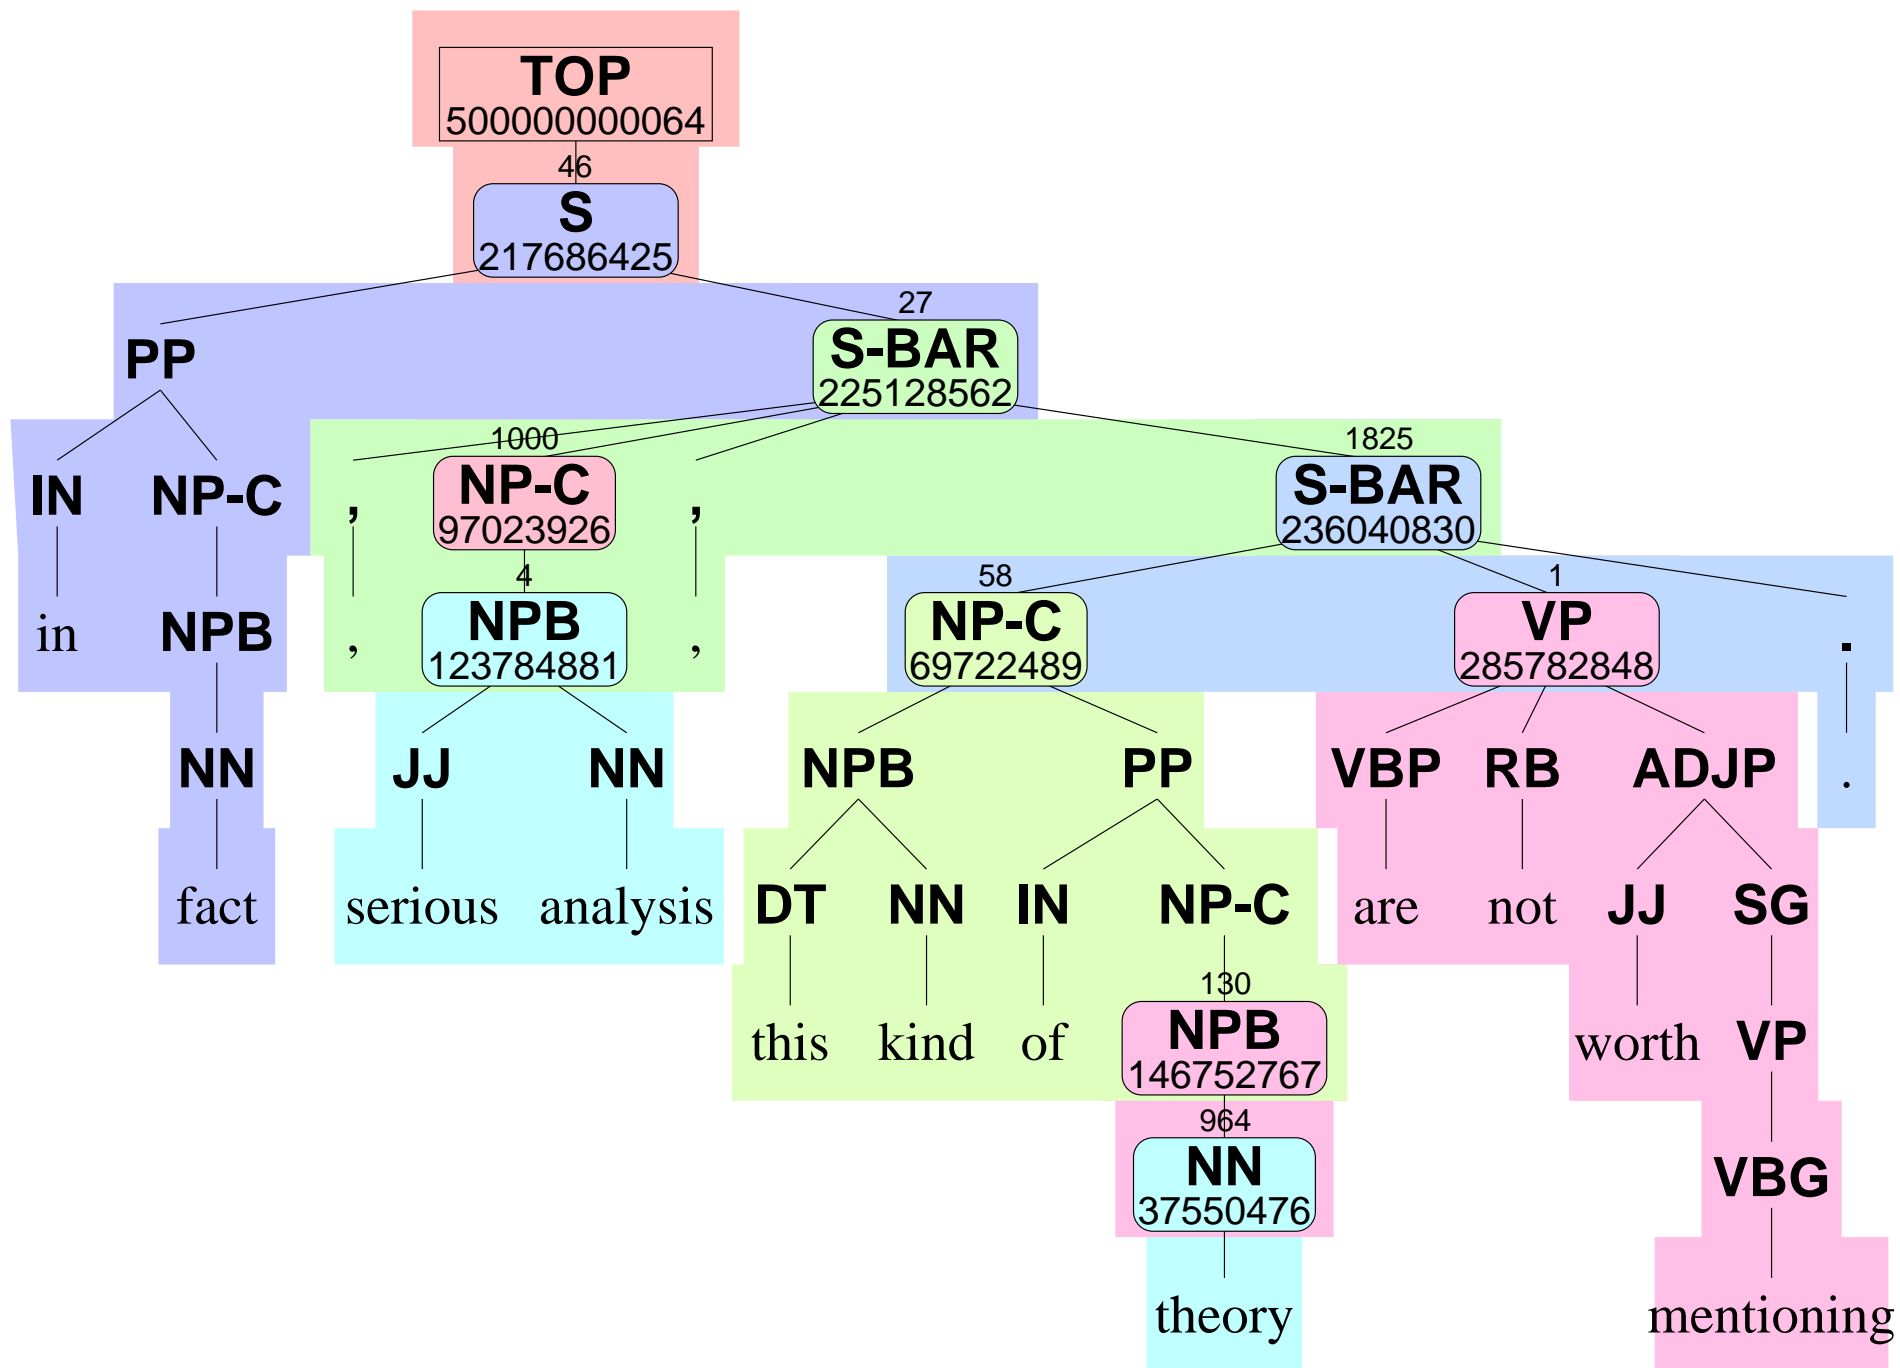 TOP
500000000064
46
S
217686425
27
PP S-BAR
225128562
1000 1825
IN NP-C , NP-C , S-BAR
97023926 236040830
4 58 1
in NPB , NPB , NP-C VP .
123784881 69722489 285782848
NN JJ NN NPB PP VBP RB ADJP .
fact serious analysis DT NN IN NP-C are not JJ SG
130
this kind of NPB worth VP
146752767
964
NN VBG
37550476
theory mentioning